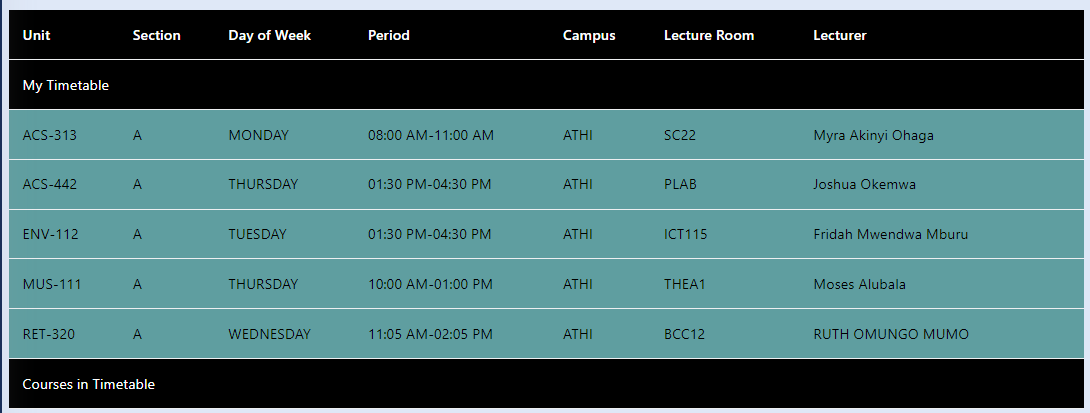 Unit Section Day of Week Period Campus Lecture Room Lecturer
My Timetable
ACS-313 A MONDAY 08:00 AM-11:00 AM ATHI SC22 Myra Akinyi Ohaga
ACS-442 A THURSDAY 01:30 PM-04:30 PM ATHI PLAB Joshua Okemwa
ENV-112 A TUESDAY 01:30 PM-04:30 PM ATHI ICT115 Fridah Mwendwa Mburu
MUS-111 A THURSDAY 10:00 AM-01:00 PM ATHI THEA1 Moses Alubala
RET-320 A WEDNESDAY 11:05 AM-02:05 PM ATHI BCC12 RUTH OMUNGO MUMO
Courses in Timetable